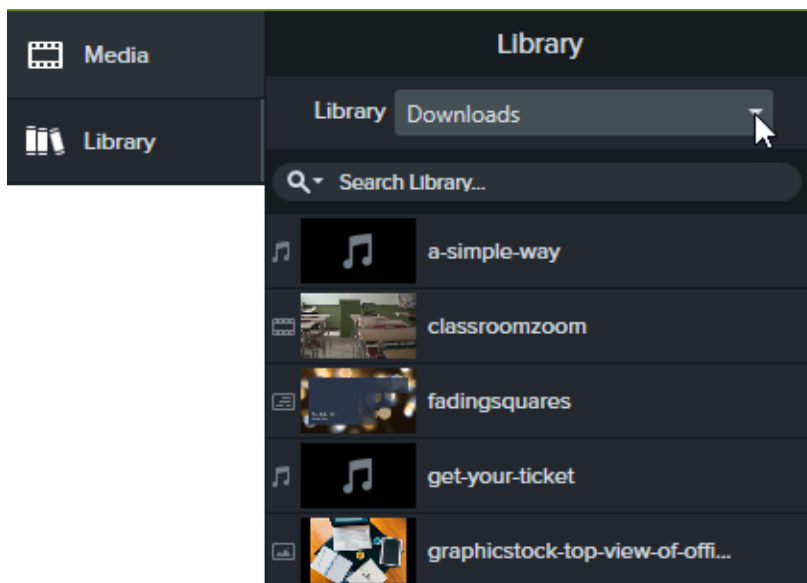 Media
Library
Library
Library
Downloads
Search Library...
a-simple-way
classroomzoom
fadingsquares
get-your-ticket
graphicstock-top-view-of-offi...